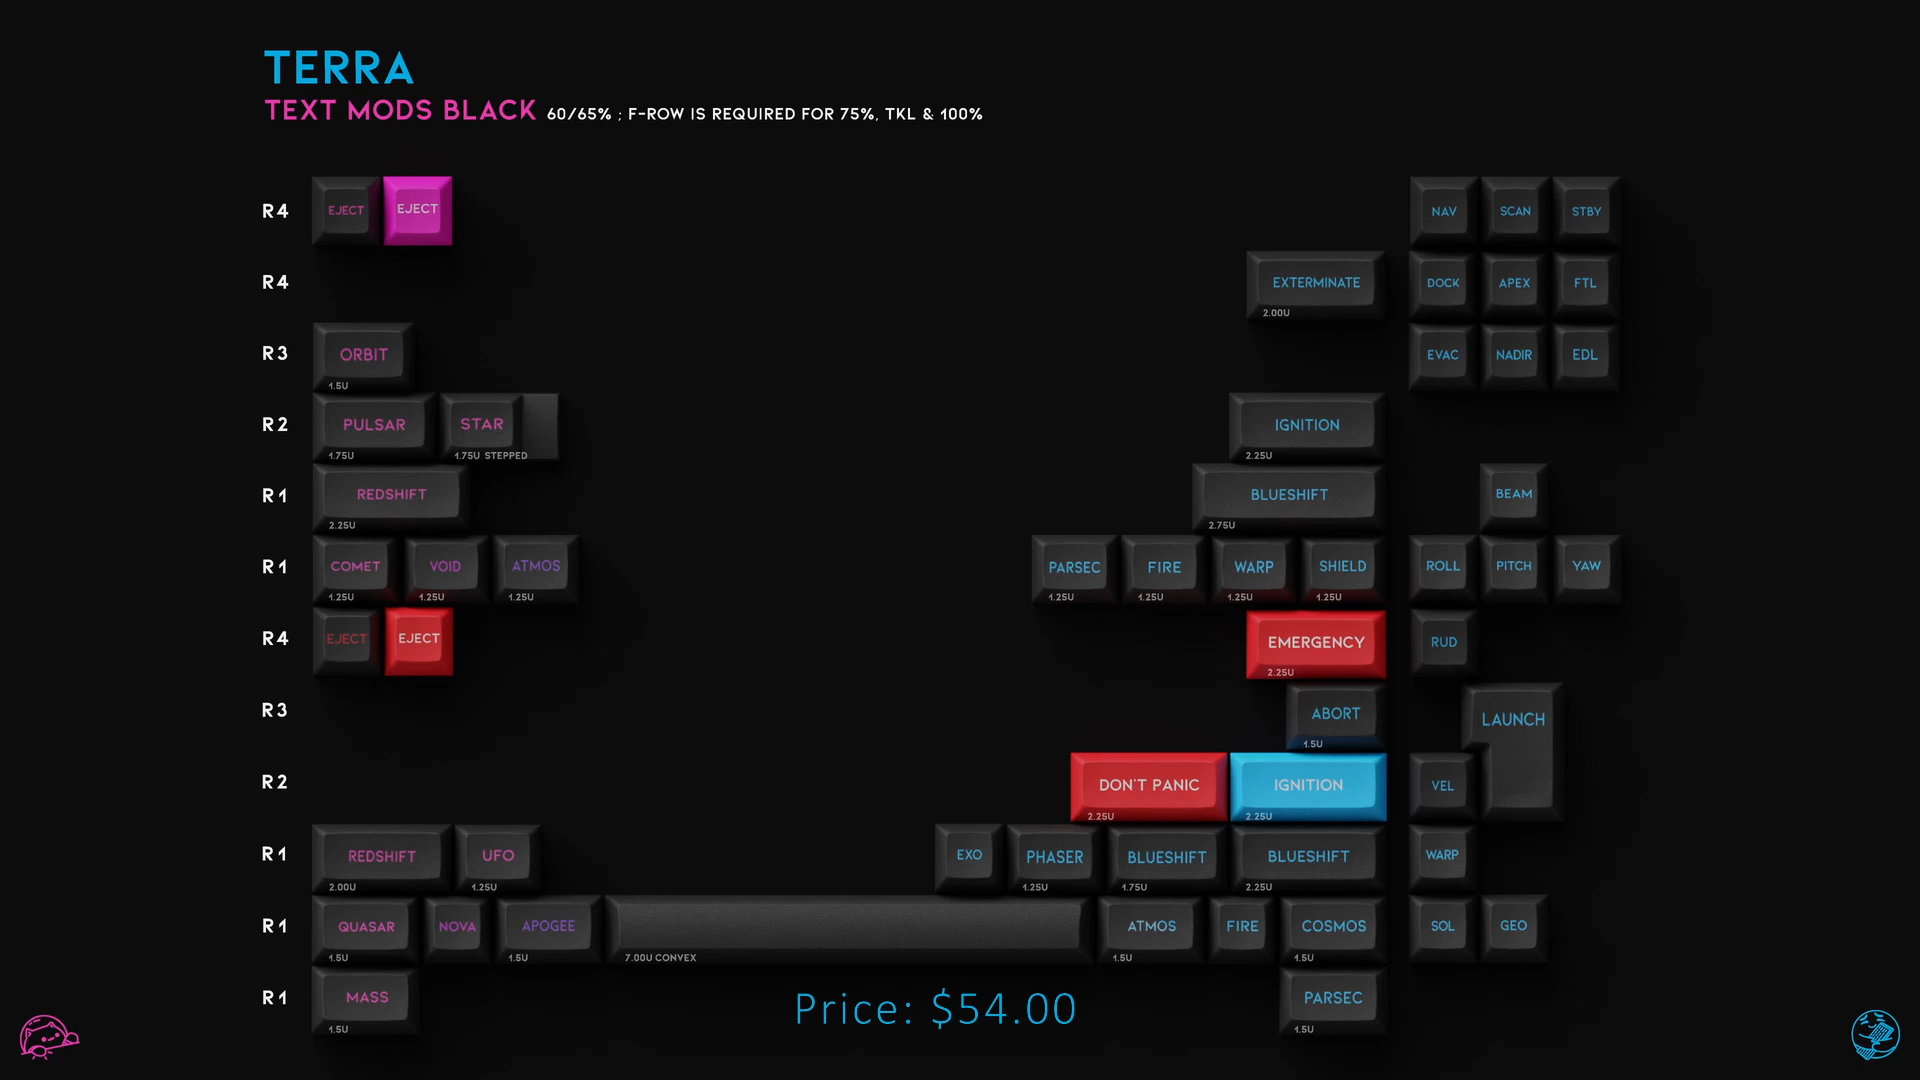 TERRA
TEXT MODS BLACK 60/65% ; F-ROW IS REQUIRED FOR 75%, TKL & 100%
R4 EJECT EJECT NAV SCAN STBY
R4 EXTERMINATE DOCK APEX FTL
2.00U
R3 ORBIT EVAC NADIR EDL
1.5U
R2 PULSAR STAR IGNITION
1.75U 1.75U STEPPED 2.25U
R1 REDSHIFT BLUESHIFT BEAM
2.25U 2.75U
R1 COMET VOID ATMOS PARSEC FIRE WARP SHIELD ROLL PITCH YAW
1.25U 1.25U 1.25U 1.25U 1.25U 1.25U 1.25U
R4 EJECT EJECT EMERGENCY RUD
2.25U
R3 ABORT LAUNCH
1.5U
R2 DON'T PANIC IGNITION VEL
2.25U 2.25U
R1 REDSHIFT UFO EXO PHASER BLUESHIFT BLUESHIFT WARP
2.00U 1.25U 1.25U 1.75U 2.25U
R1 QUASAR NOVA APOGEE ATMOS FIRE COSMOS SOL GEO
1.5U 1.5U 7.00U CONVEX 1.5U 1.5U
R1 MASS PARSEC
1.5U 1.5U
Price: $54.00